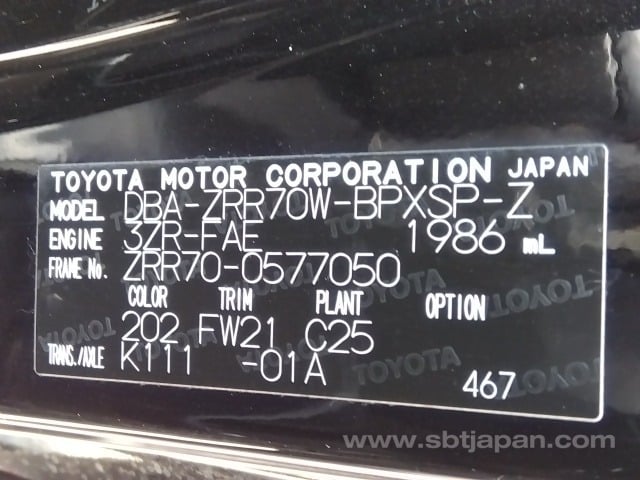 TOYOTA MOTOR CORPORATION JAPAN
MODEL DBA-ZRR70W-BPXSP-Z
ENGINE 3ZR-FAE 1986 mL
FRAME No. ZRR70-0577050
COLOR TRIM PLANT OPTION
202 FW21 C25
TRANS./AXLE K111 -01A
467
www.sbtjapan.com